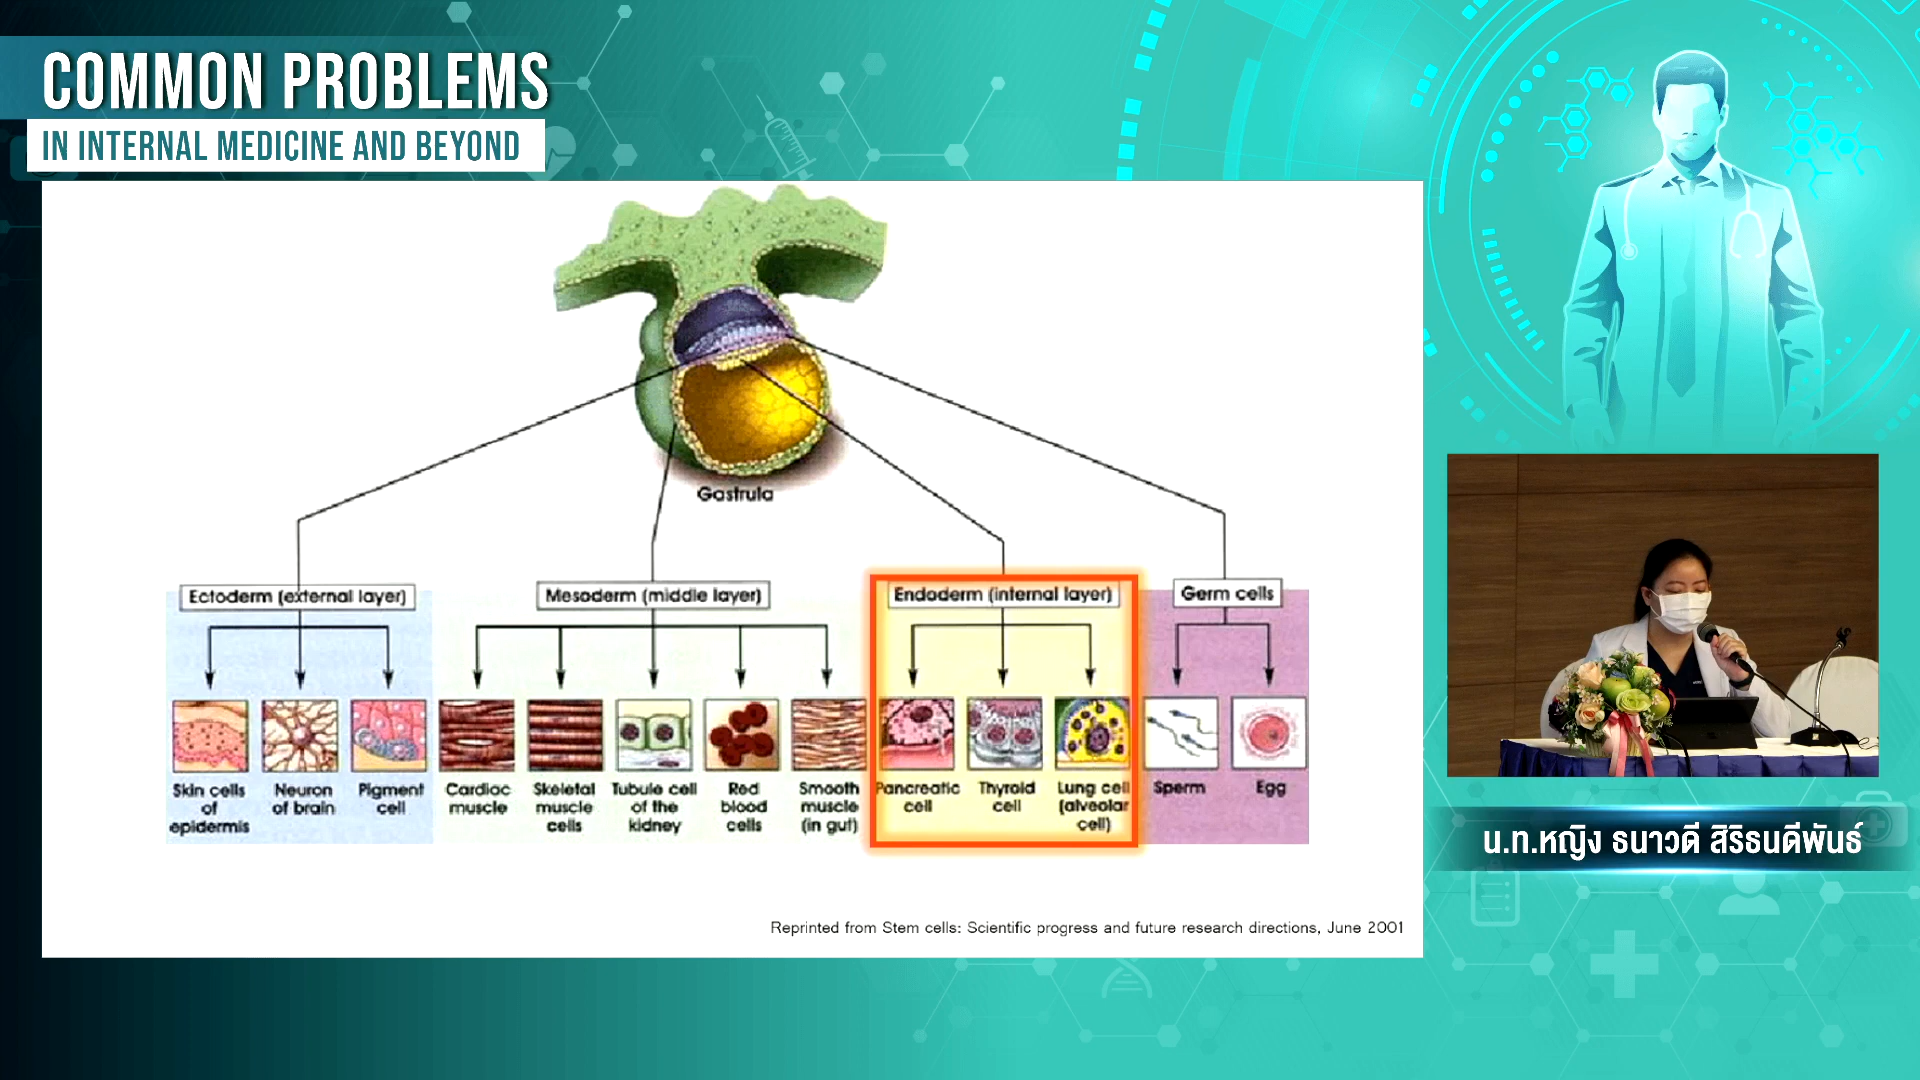 COMMON PROBLEMS
IN INTERNAL MEDICINE AND BEYOND
Gastrula
Ectoderm (external layer)
Mesoderm (middle layer)
Endoderm (internal layer)
Germ cells
Skin cells
of
epidermis
Neuron
of brain
Pigment
cell
Cardiac
muscle
Skeletal
muscle
cells
Tubule cell
of the
kidney
Red
blood
cells
Smooth
muscle
(in gut)
Pancreatic
cell
Thyroid
cell
Lung cell
(alveolar
cell)
Sperm
Egg
Reprinted from Stem cells: Scientific progress and future research directions, June 2001
น.ท.หญิง ธนาวดี สิริธนดีพันธ์